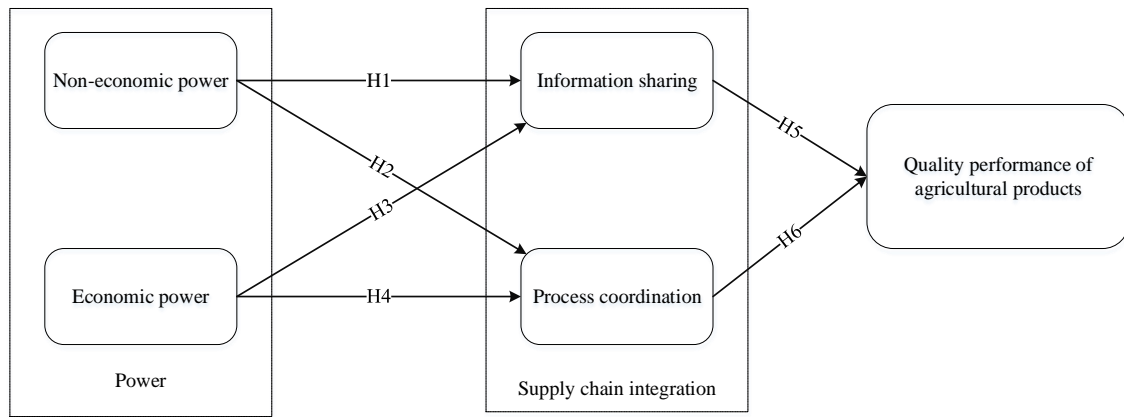 Non-economic power
H1
Information sharing
H5
Quality performance of
agricultural products
H2
H3
Economic power
H4
Process coordination
H6
Power
Supply chain integration